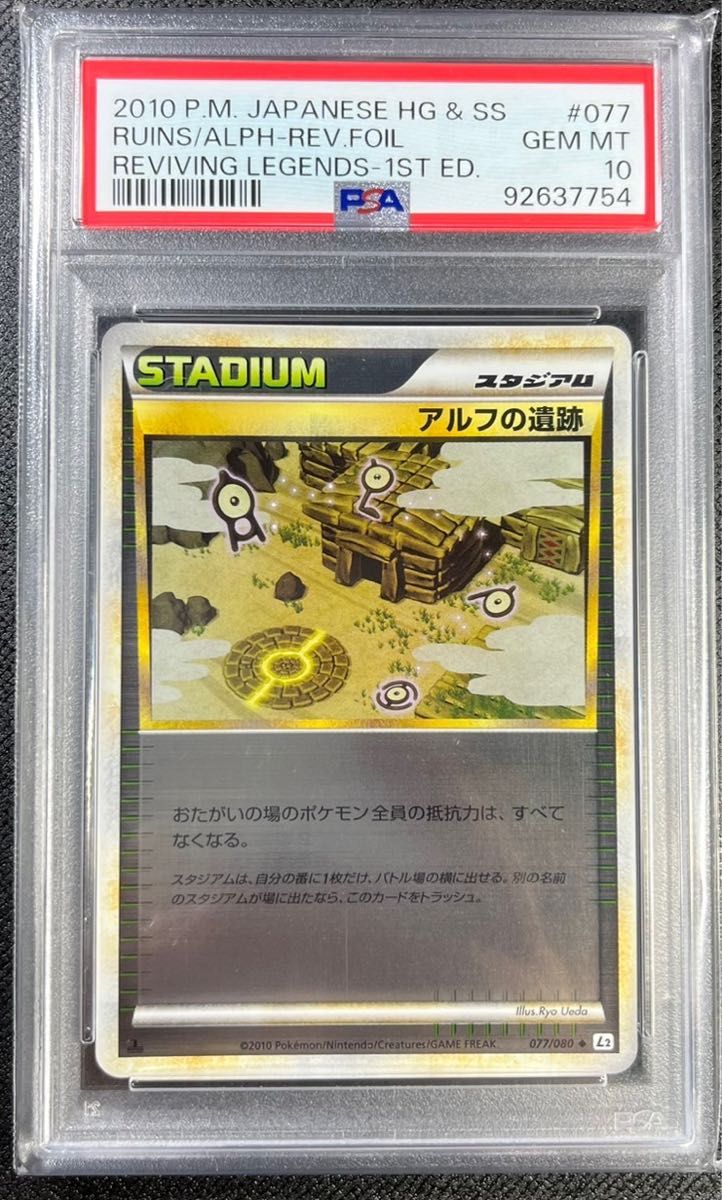 2010 P.M. JAPANESE HG & SS #077
RUINS/ALPH-REV.FOIL GEM MT
REVIVING LEGENDS-1ST ED. 10
PSA 92637754
STADIUM スタジアム
アルフの遺跡
おたがいの場のポケモン全員の抵抗力は、すべて
なくなる。
スタジアムは、自分の番に1枚だけ、バトル場の横に出せる。別の名前
のスタジアムが場に出たなら、このカードをトラッシュ。
Illus.Ryo Ueda
©2010 Pokémon/Nintendo/Creatures/GAME FREAK. 077/080 ◆ L2
PSA